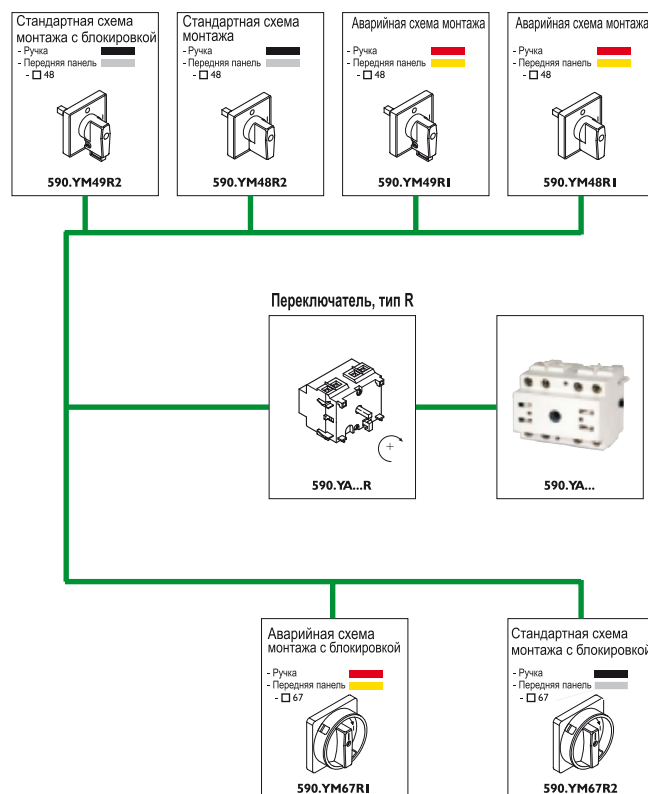 Стандартная схема
монтажа с блокировкой
- Ручка
- Передняя панель
- 48
590.YM49R2
Стандартная схема
монтажа
- Ручка
- Передняя панель
- 48
590.YM48R2
Аварийная схема монтажа
- Ручка
- Передняя панель
- 48
590.YM49R1
Аварийная схема монтажа
- Ручка
- Передняя панель
- 48
590.YM48R1
Переключатель, тип R
590.YA...R
590.YA...
Аварийная схема
монтажа с блокировкой
- Ручка
- Передняя панель
- 67
590.YM67R1
Стандартная схема
монтажа с блокировкой
- Ручка
- Передняя панель
- 67
590.YM67R2